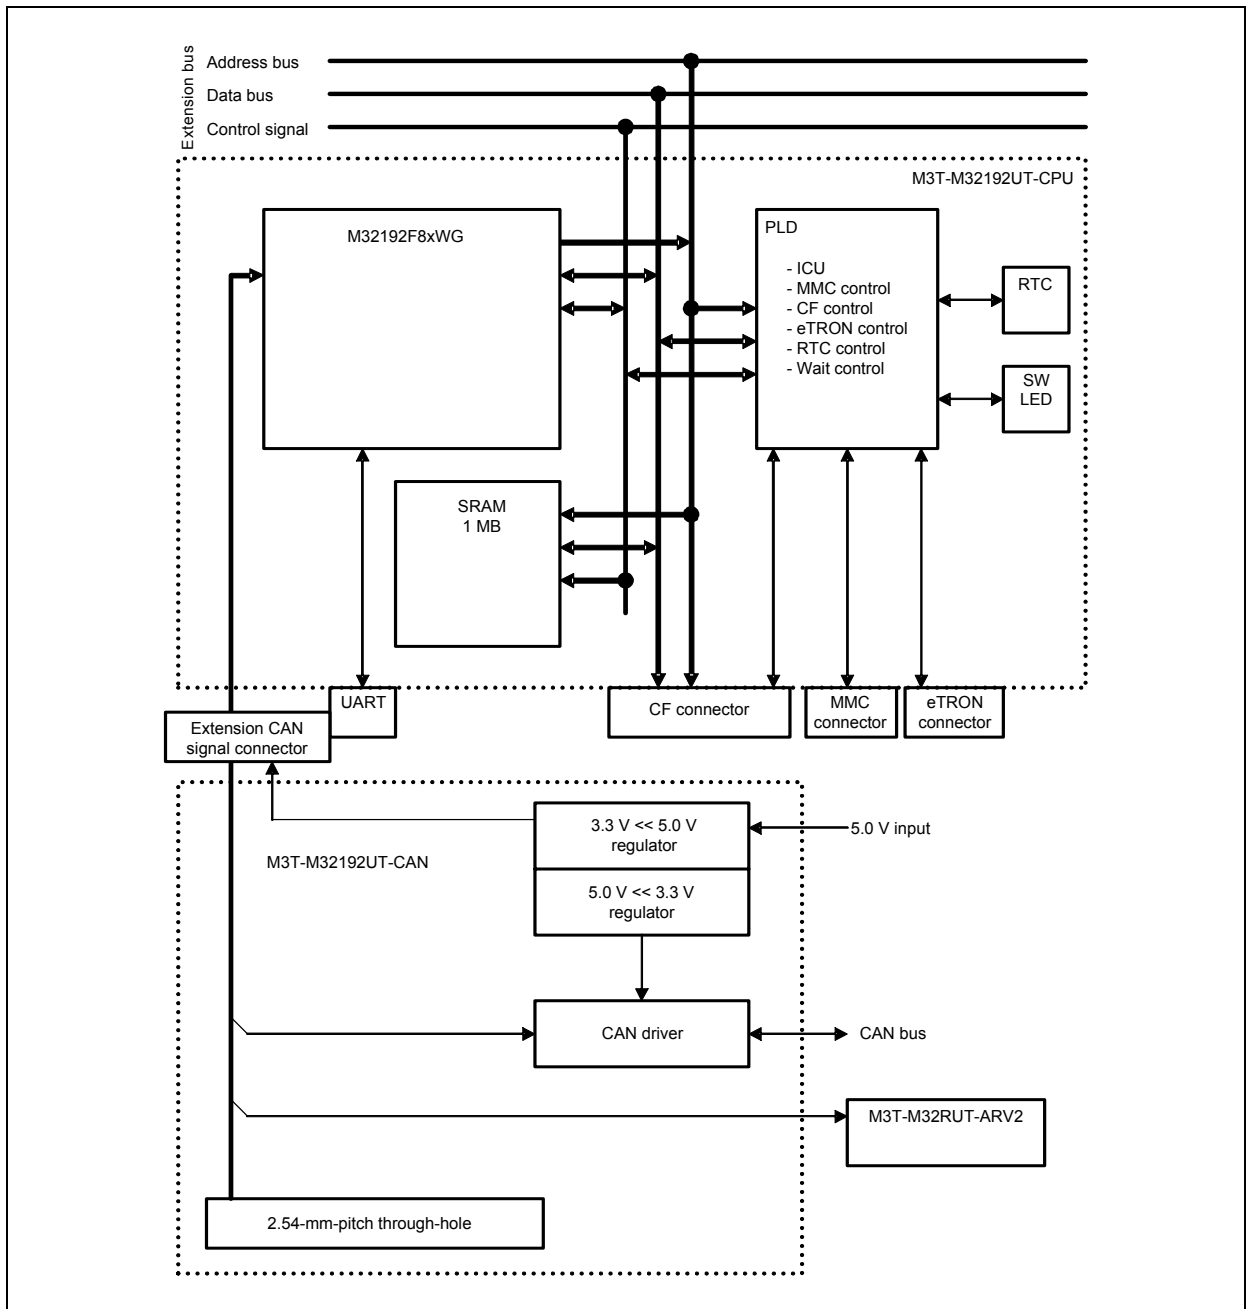 Extension bus
Address bus
Data bus
Control signal
M3T-M32192UT-CPU
M32192F8xWG
PLD
- ICU
- MMC control
- CF control
- eTRON control
- RTC control
- Wait control
RTC
SW
LED
SRAM
1 MB
UART
CF connector
MMC
connector
eTRON
connector
Extension CAN
signal connector
3.3 V << 5.0 V
regulator
5.0 V input
M3T-M32192UT-CAN
5.0 V << 3.3 V
regulator
CAN driver
CAN bus
M3T-M32RUT-ARV2
2.54-mm-pitch through-hole